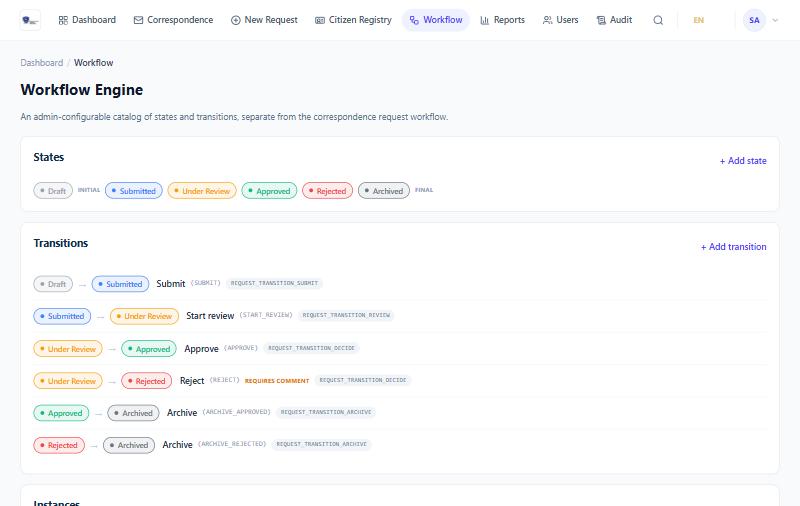 Dashboard Correspondence New Request Citizen Registry Workflow Reports Users Audit EN SA
Dashboard / Workflow
Workflow Engine
An admin-configurable catalog of states and transitions, separate from the correspondence request workflow.
States
+ Add state
Draft INITIAL Submitted Under Review Approved Rejected Archived FINAL
Transitions
+ Add transition
Draft → Submitted Submit (SUBMIT) REQUEST_TRANSITION_SUBMIT
Submitted → Under Review Start review (START_REVIEW) REQUEST_TRANSITION_REVIEW
Under Review → Approved Approve (APPROVE) REQUEST_TRANSITION_DECIDE
Under Review → Rejected Reject (REJECT) REQUIRES COMMENT REQUEST_TRANSITION_DECIDE
Approved → Archived Archive (ARCHIVE_APPROVED) REQUEST_TRANSITION_ARCHIVE
Rejected → Archived Archive (ARCHIVE_REJECTED) REQUEST_TRANSITION_ARCHIVE
Instances